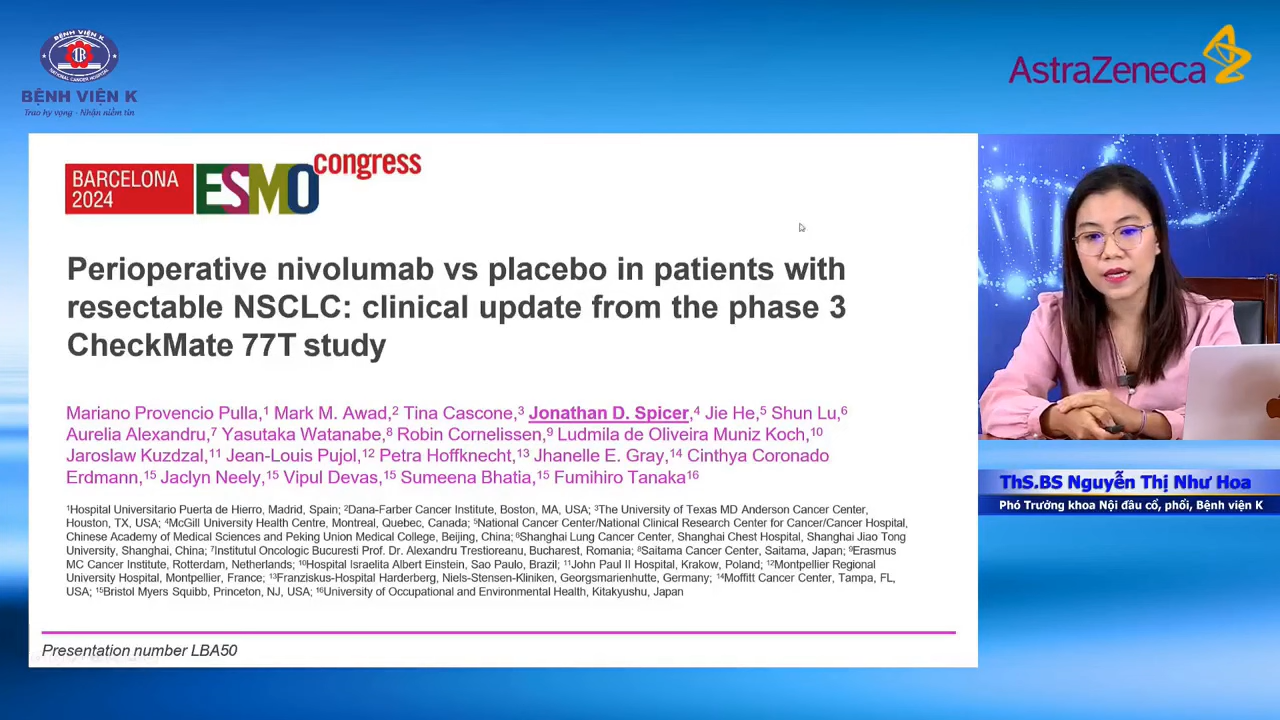 BỆNH VIỆN K
NATIONAL CANCER HOSPITAL
BỆNH VIỆN K
Trao hy vọng - Nhận niềm tin
AstraZeneca
BARCELONA
2024
ESMO congress
Perioperative nivolumab vs placebo in patients with
resectable NSCLC: clinical update from the phase 3
CheckMate 77T study
Mariano Provencio Pulla,¹ Mark M. Awad,² Tina Cascone,³ Jonathan D. Spicer,⁴ Jie He,⁵ Shun Lu,⁶
Aurelia Alexandru,⁷ Yasutaka Watanabe,⁸ Robin Cornelissen,⁹ Ludmila de Oliveira Muniz Koch,¹⁰
Jaroslaw Kuzdzal,¹¹ Jean-Louis Pujol,¹² Petra Hoffknecht,¹³ Jhanelle E. Gray,¹⁴ Cinthya Coronado
Erdmann,¹⁵ Jaclyn Neely,¹⁵ Vipul Devas,¹⁵ Sumeena Bhatia,¹⁵ Fumihiro Tanaka¹⁶
¹Hospital Universitario Puerta de Hierro, Madrid, Spain; ²Dana-Farber Cancer Institute, Boston, MA, USA; ³The University of Texas MD Anderson Cancer Center,
Houston, TX, USA; ⁴McGill University Health Centre, Montreal, Quebec, Canada; ⁵National Cancer Center/National Clinical Research Center for Cancer/Cancer Hospital,
Chinese Academy of Medical Sciences and Peking Union Medical College, Beijing, China; ⁶Shanghai Lung Cancer Center, Shanghai Chest Hospital, Shanghai Jiao Tong
University, Shanghai, China; ⁷Institutul Oncologic Bucuresti Prof. Dr. Alexandru Trestioreanu, Bucharest, Romania; ⁸Saitama Cancer Center, Saitama, Japan; ⁹Erasmus
MC Cancer Institute, Rotterdam, Netherlands; ¹⁰Hospital Israelita Albert Einstein, Sao Paulo, Brazil; ¹¹John Paul II Hospital, Krakow, Poland; ¹²Montpellier Regional
University Hospital, Montpellier, France; ¹³Franziskus-Hospital Harderberg, Niels-Stensen-Kliniken, Georgsmarienhutte, Germany; ¹⁴Moffitt Cancer Center, Tampa, FL,
USA; ¹⁵Bristol Myers Squibb, Princeton, NJ, USA; ¹⁶University of Occupational and Environmental Health, Kitakyushu, Japan
Presentation number LBA50
ThS.BS Nguyễn Thị Như Hoa
Phó Trưởng khoa Nội đầu cổ, phổi, Bệnh viện K